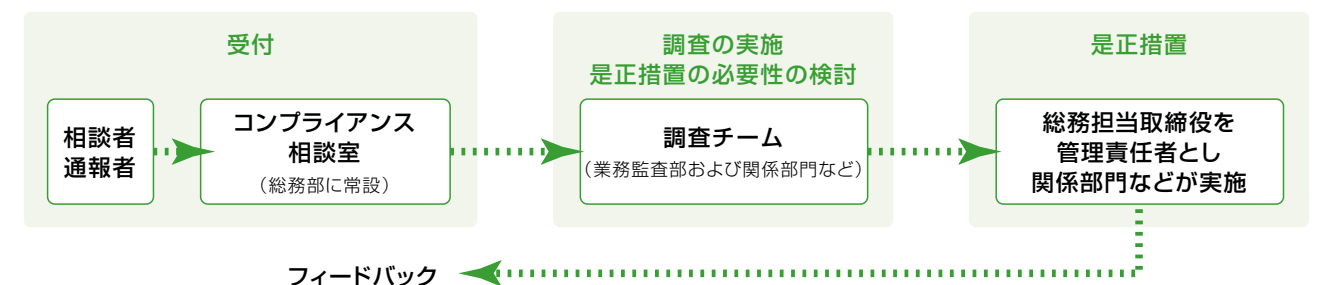 受付
相談者
通報者
コンプライアンス
相談室
（総務部に常設）
調査の実施
是正措置の必要性の検討
調査チーム
（業務監査部および関係部門など）
是正措置
総務担当取締役を
管理責任者とし
関係部門などが実施
フィードバック